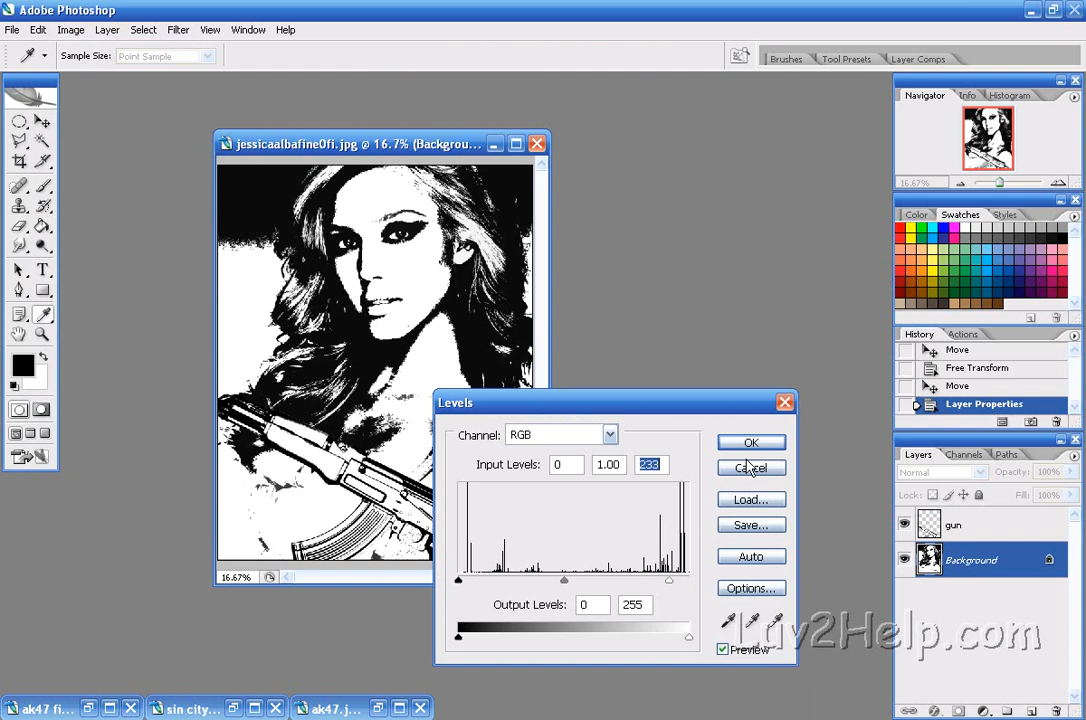 Adobe Photoshop
File Edit Image Layer Select Filter View Window Help
Sample Size: Point Sample
Brushes Tool Presets Layer Comps
jessicaalbafine0fi.jpg @ 16.7% (Backgrou...
Navigator Info Histogram
16.67%
Color Swatches Styles
History Actions
Move
Free Transform
Move
Layer Properties
Levels
Channel: RGB
OK
Input Levels: 0 1.00 233
Cancel
Load...
Save...
Auto
Options...
Output Levels: 0 255
Preview
Layers Channels Paths
Normal Opacity: 100%
Lock: Fill: 100%
gun
Background
16.67%
Luv2Help.com
ak47 fi... sin city... ak47.j...